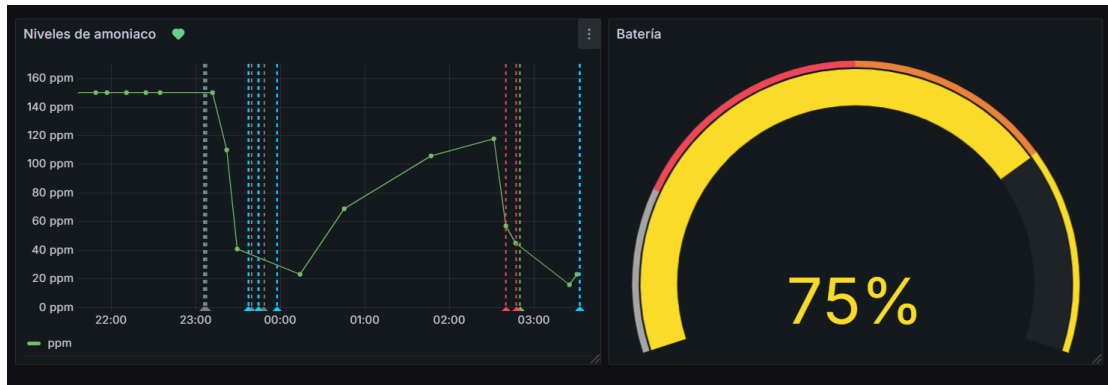 Niveles de amoniaco
160 ppm
140 ppm
120 ppm
100 ppm
80 ppm
60 ppm
40 ppm
20 ppm
0 ppm
22:00 23:00 00:00 01:00 02:00 03:00
ppm
Batería
75%